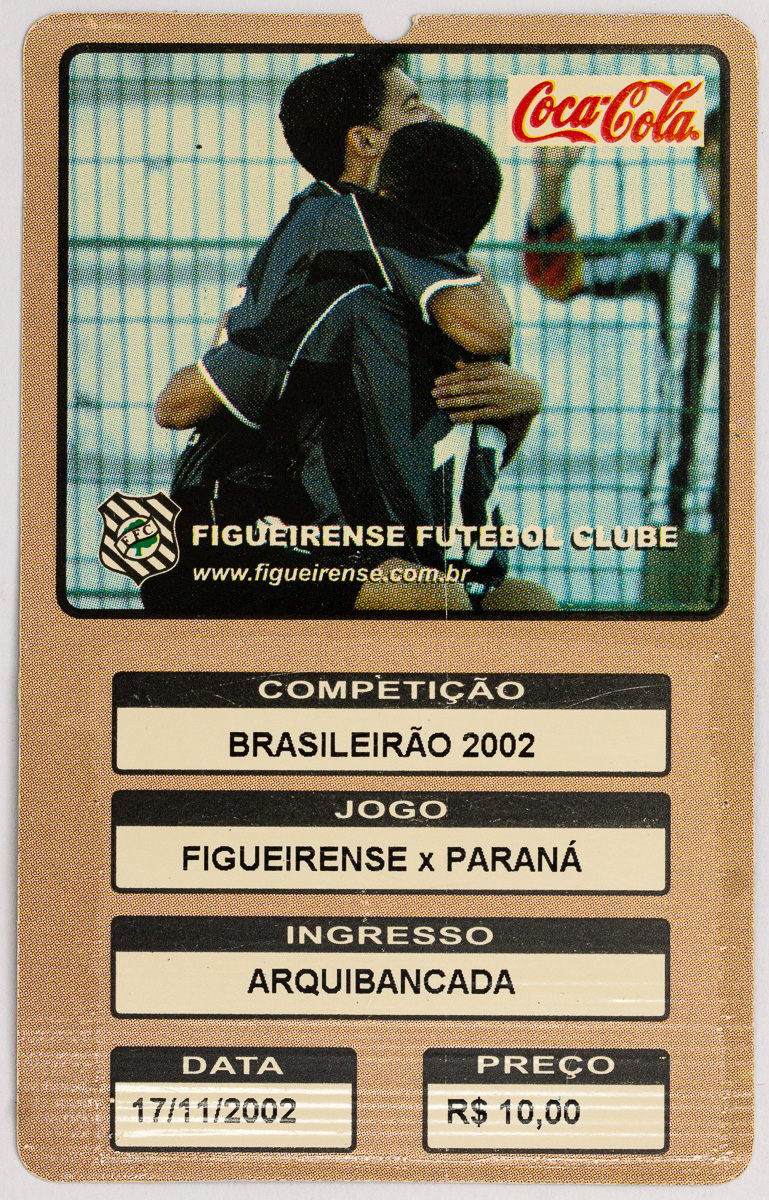 Coca-Cola
FFC
FIGUEIRENSE FUTEBOL CLUBE
www.figueirense.com.br
COMPETIÇÃO
BRASILEIRÃO 2002
JOGO
FIGUEIRENSE x PARANÁ
INGRESSO
ARQUIBANCADA
DATA
17/11/2002
PREÇO
R$ 10,00